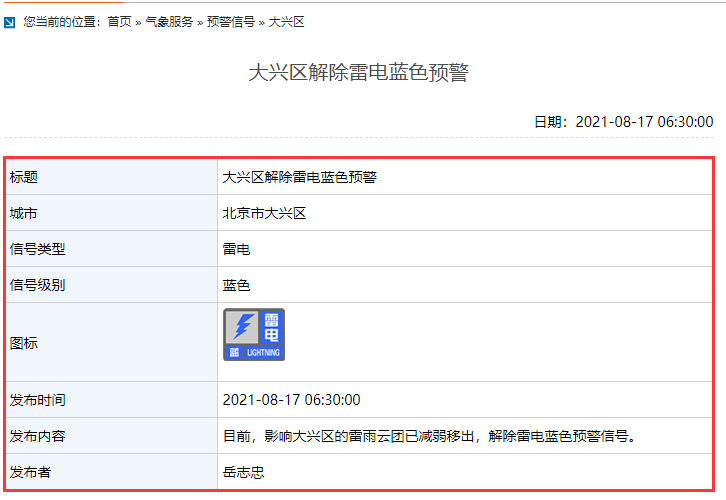 您当前的位置：首页 » 气象服务 » 预警信号 » 大兴区
大兴区解除雷电蓝色预警
日期：2021-08-17 06:30:00
标题 大兴区解除雷电蓝色预警
城市 北京市大兴区
信号类型 雷电
信号级别 蓝色
图标 雷电 蓝 LIGHTNING
发布时间 2021-08-17 06:30:00
发布内容 目前，影响大兴区的雷雨云团已减弱移出，解除雷电蓝色预警信号。
发布者 岳志忠